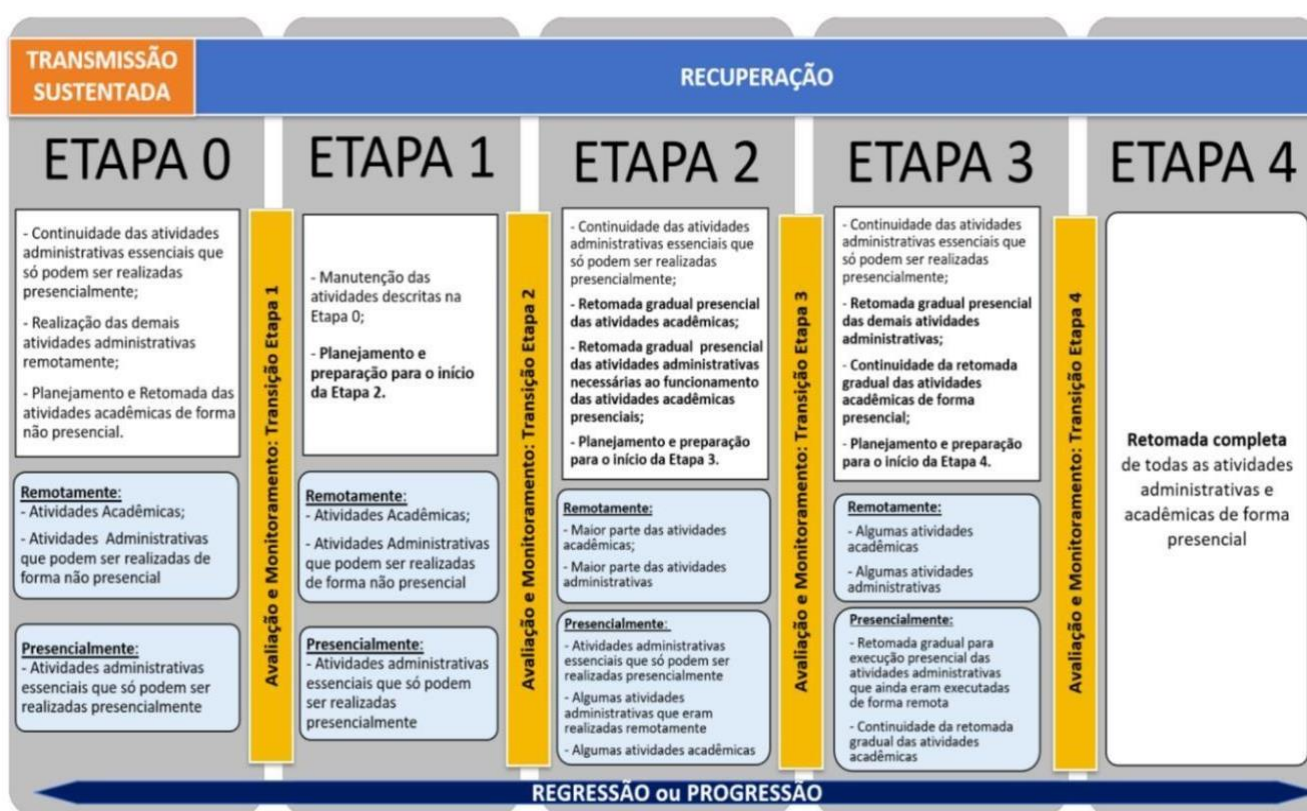 TRANSMISSÃO
SUSTENTADA
RECUPERAÇÃO
ETAPA 0
- Continuidade das atividades
administrativas essenciais que
só podem ser realizadas
presencialmente;
- Realização das demais
atividades administrativas
remotamente;
- Planejamento e Retomada das
atividades acadêmicas de forma
não presencial.
Remotamente:
- Atividades Acadêmicas;
- Atividades Administrativas
que podem ser realizadas de
forma não presencial
Presencialmente:
- Atividades administrativas
essenciais que só podem ser
realizadas presencialmente
Avaliação e Monitoramento: Transição Etapa 1
ETAPA 1
- Manutenção das
atividades descritas na
Etapa 0;
- Planejamento e
preparação para o início
da Etapa 2.
Remotamente:
- Atividades Acadêmicas;
- Atividades Administrativas
que podem ser realizadas
de forma não presencial
Presencialmente:
- Atividades administrativas
essenciais que só podem
ser realizadas
presencialmente
Avaliação e Monitoramento: Transição Etapa 2
ETAPA 2
- Continuidade das atividades
administrativas essenciais que
só podem ser realizadas
presencialmente;
- Retomada gradual presencial
das atividades acadêmicas;
- Retomada gradual presencial
das atividades administrativas
necessárias ao funcionamento
das atividades acadêmicas
presenciais;
- Planejamento e preparação
para o início da Etapa 3.
Remotamente:
- Maior parte das atividades
acadêmicas;
- Maior parte das atividades
administrativas
Presencialmente:
- Atividades administrativas
essenciais que só podem ser
realizadas presencialmente
- Algumas atividades
administrativas que eram
realizadas remotamente
- Algumas atividades acadêmicas
Avaliação e Monitoramento: Transição Etapa 3
ETAPA 3
- Continuidade das atividades
administrativas essenciais que
só podem ser realizadas
presencialmente;
- Retomada gradual presencial
das demais atividades
administrativas;
- Continuidade da retomada
gradual das atividades
acadêmicas de forma
presencial;
- Planejamento e preparação
para o início da Etapa 4.
Remotamente:
- Algumas atividades
acadêmicas
- Algumas atividades
administrativas
Presencialmente:
- Retomada gradual para
execução presencial das
atividades administrativas
que ainda eram executadas
de forma remota
- Continuidade da retomada
gradual das atividades
acadêmicas
Avaliação e Monitoramento: Transição Etapa 4
ETAPA 4
Retomada completa
de todas as atividades
administrativas e
acadêmicas de forma
presencial
REGRESSÃO ou PROGRESSÃO